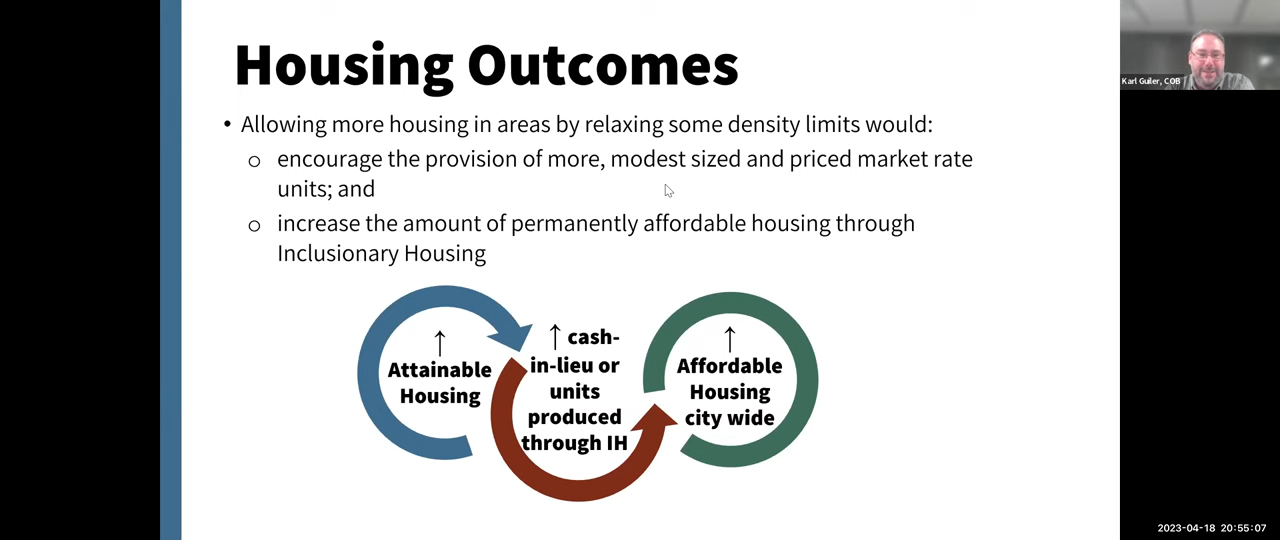 Housing Outcomes
• Allowing more housing in areas by relaxing some density limits would:
o encourage the provision of more, modest sized and priced market rate
units; and
o increase the amount of permanently affordable housing through
Inclusionary Housing
↑
Attainable
Housing
↑ cash-
in-lieu or
units
produced
through IH
↑
Affordable
Housing
city wide
Karl Guiler, COB
2023-04-18 20:55:07